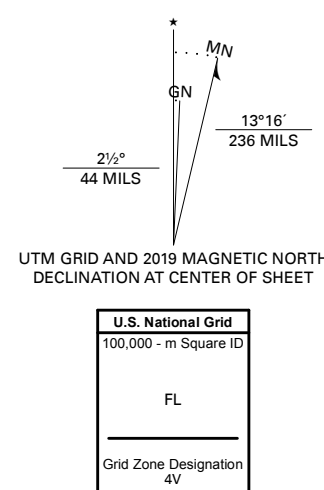 ★
MN
GN
13°16´
236 MILS
2½°
44 MILS
UTM GRID AND 2019 MAGNETIC NORTH
DECLINATION AT CENTER OF SHEET
U.S. National Grid
100,000 - m Square ID
FL
Grid Zone Designation
4V